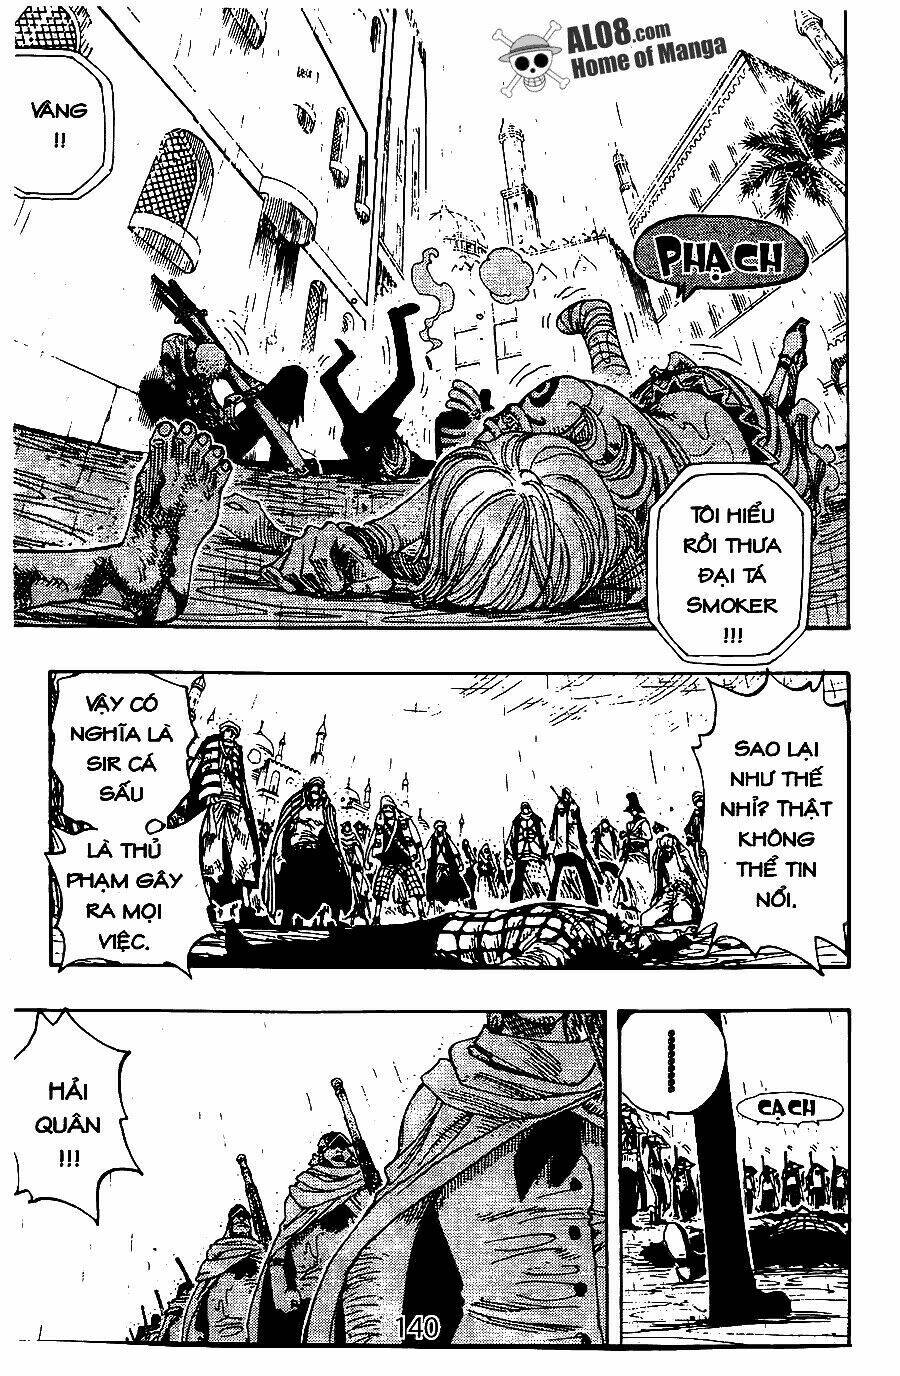 ALO8.com
Home of Manga
VÂNG
!!
PHẠCH
TÔI HIỂU
RỒI THƯA
ĐẠI TÁ
SMOKER
!!!
SAO LẠI
NHƯ THẾ
NHỈ? THẬT
KHÔNG
THỂ TIN
NỔI.
VẬY CÓ
NGHĨA LÀ
SIR CÁ
SẤU
LÀ THỦ
PHẠM GÂY
RA MỌI
VIỆC.
..........
CẠCH
HẢI
QUÂN
!!!
140